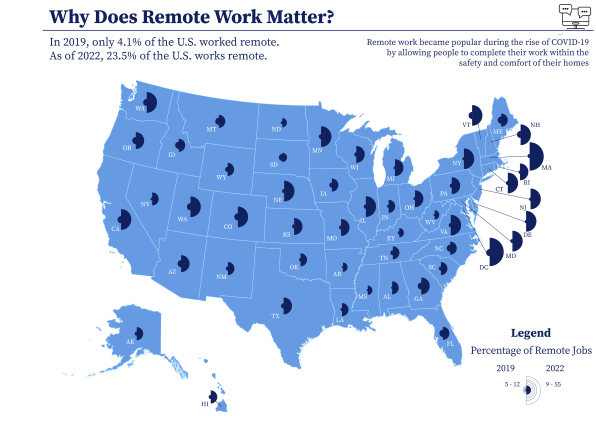 Why Does Remote Work Matter?
In 2019, only 4.1% of the U.S. worked remote.
As of 2022, 23.5% of the U.S. works remote.
Remote work became popular during the rise of COVID-19
by allowing people to complete their work within the
safety and comfort of their homes
WA
MT
ND
MN
VT
ME
NH
OR
ID
SD
WI
MI
NY
MA
WY
IA
NE
PA
RI
CT
NV
WA
CO
IL
IN
OH
WV
VA
NJ
DE
CA
KS
MO
KY
MD
AZ
NM
OK
AR
TN
NC
SC
DC
TX
LA
MS
AL
GA
FL
AK
HI
Legend
Percentage of Remote Jobs
2019 2022
5 - 12 9 - 55